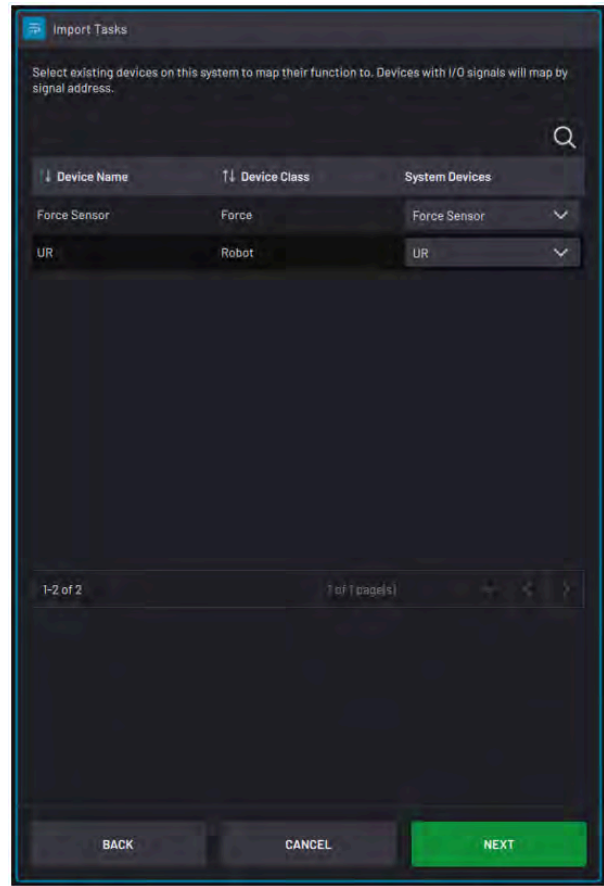 Import Tasks
Select existing devices on this system to map their function to. Devices with I/O signals will map by
signal address.
Device Name Device Class System Devices
Force Sensor Force Force Sensor
UR Robot UR
1-2 of 2 1 of 1 page(s)
BACK CANCEL NEXT